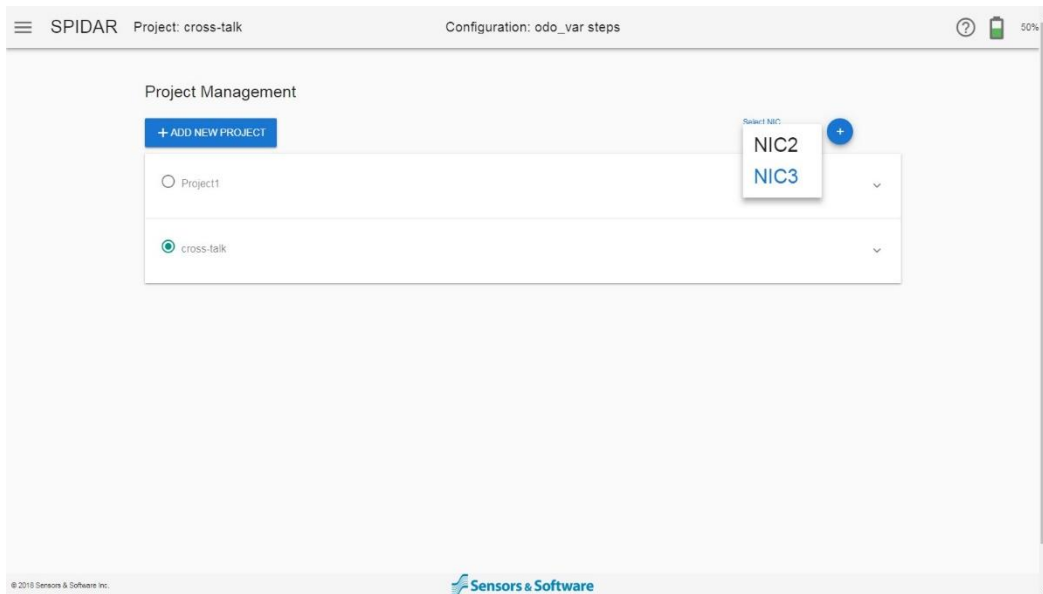 SPIDAR Project: cross-talk Configuration: odo_var steps 50%
Project Management
+ ADD NEW PROJECT
Select NIC
+
NIC2
NIC3
Project1
cross-talk
© 2018 Sensors & Software Inc.
Sensors & Software